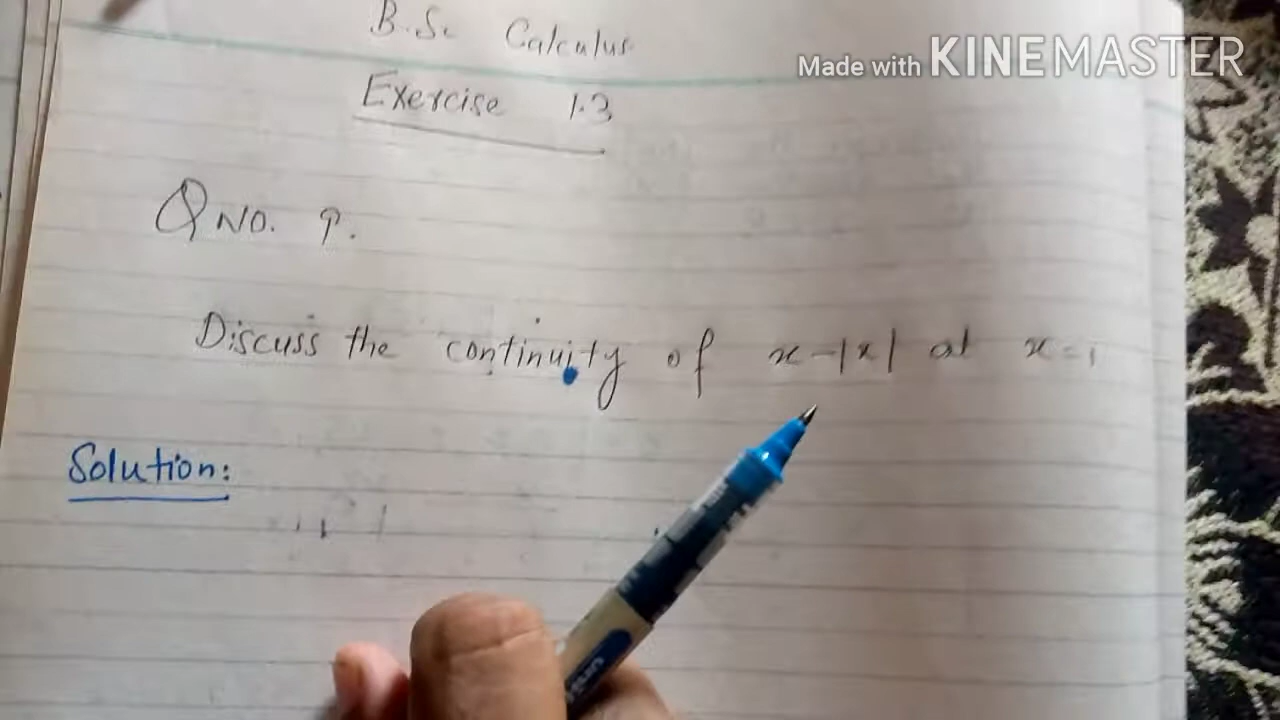 B.Sc Calculus
Made with KINEMASTER
Exercise 1.3
Q NO. 9.
Discuss the continuity of x - |x| at x = 1
Solution: